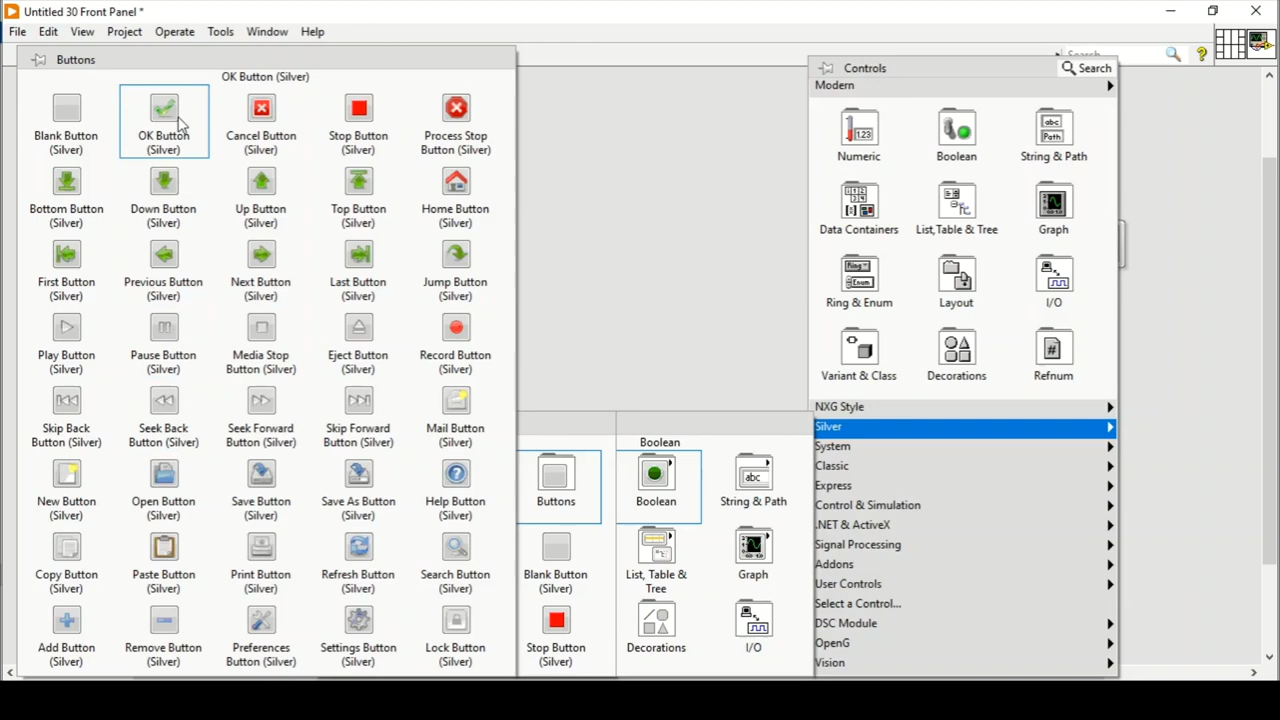 Untitled 30 Front Panel *
File Edit View Project Operate Tools Window Help
Search
Buttons
OK Button (Silver)
Blank Button (Silver)
OK Button (Silver)
Cancel Button (Silver)
Stop Button (Silver)
Process Stop Button (Silver)
Bottom Button (Silver)
Down Button (Silver)
Up Button (Silver)
Top Button (Silver)
Home Button (Silver)
First Button (Silver)
Previous Button (Silver)
Next Button (Silver)
Last Button (Silver)
Jump Button (Silver)
Play Button (Silver)
Pause Button (Silver)
Media Stop Button (Silver)
Eject Button (Silver)
Record Button (Silver)
Skip Back Button (Silver)
Seek Back Button (Silver)
Seek Forward Button (Silver)
Skip Forward Button (Silver)
Mail Button (Silver)
New Button (Silver)
Open Button (Silver)
Save Button (Silver)
Save As Button (Silver)
Help Button (Silver)
Copy Button (Silver)
Paste Button (Silver)
Print Button (Silver)
Refresh Button (Silver)
Search Button (Silver)
Add Button (Silver)
Remove Button (Silver)
Preferences Button (Silver)
Settings Button (Silver)
Lock Button (Silver)
Buttons
Blank Button (Silver)
Stop Button (Silver)
Boolean
Boolean
String & Path
List, Table & Tree
Graph
Decorations
I/O
Controls
Search
Modern
1.23
Numeric
Boolean
abc
Path
String & Path
Data Containers
List,Table & Tree
Graph
Ring
Enum
Ring & Enum
Layout
I/O
Variant & Class
Decorations
#
Refnum
NXG Style
Silver
System
Classic
Express
Control & Simulation
.NET & ActiveX
Signal Processing
Addons
User Controls
Select a Control...
DSC Module
OpenG
Vision
abc